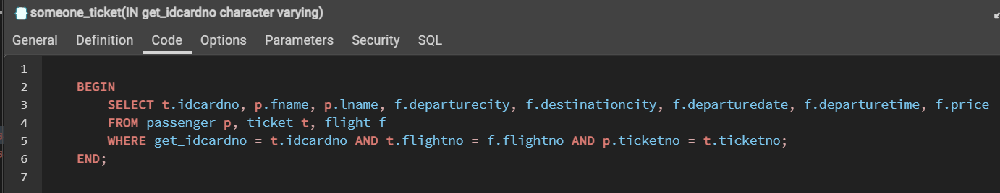 someone_ticket(IN get_idcardno character varying)
General Definition Code Options Parameters Security SQL
1
2 BEGIN
3 SELECT t.idcardno, p.fname, p.lname, f.departurecity, f.destinationcity, f.departuredate, f.departuretime, f.price
4 FROM passenger p, ticket t, flight f
5 WHERE get_idcardno = t.idcardno AND t.flightno = f.flightno AND p.ticketno = t.ticketno;
6 END;
7